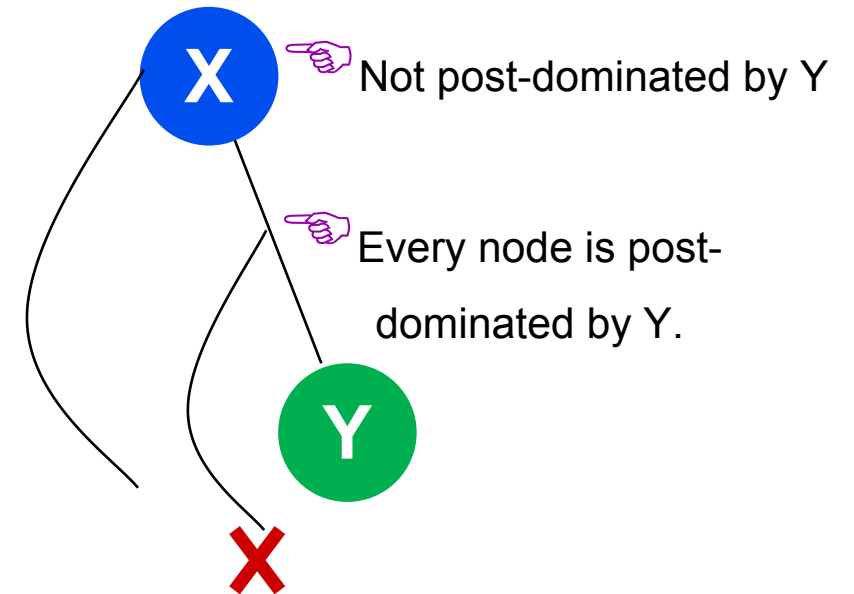 X
Not post-dominated by Y
Every node is post-
dominated by Y.
Y
X